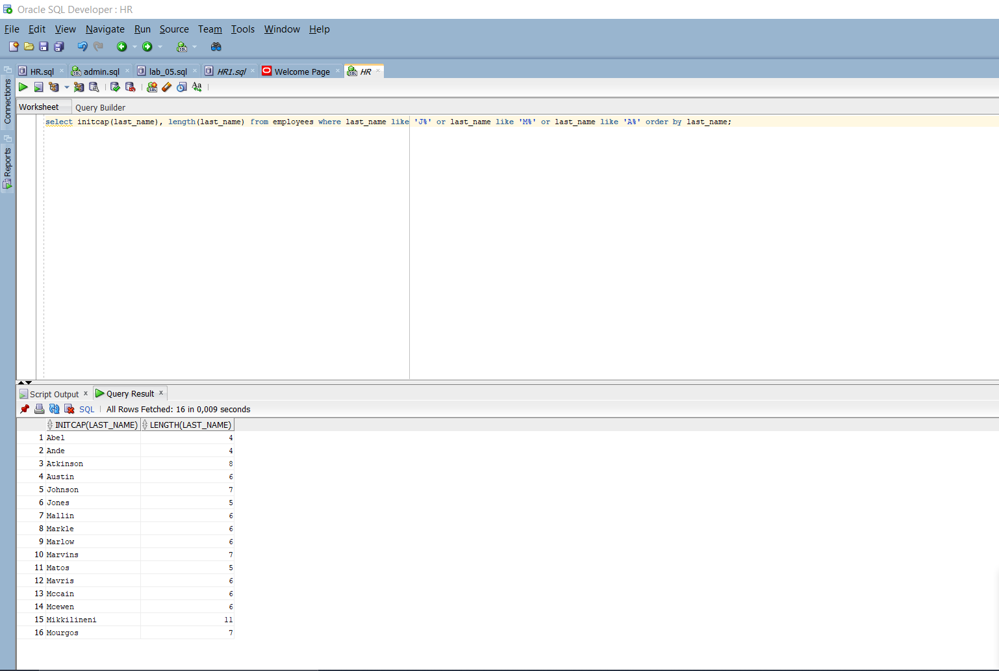 Oracle SQL Developer : HR
File Edit View Navigate Run Source Team Tools Window Help
HR.sql admin.sql lab_05.sql HR1.sql Welcome Page HR
Connections
Reports
Worksheet Query Builder
select initcap(last_name), length(last_name) from employees where last_name like 'J%' or last_name like 'M%' or last_name like 'A%' order by last_name;
Script Output x Query Result x
SQL All Rows Fetched: 16 in 0,009 seconds
INITCAP(LAST_NAME) LENGTH(LAST_NAME)
1 Abel 4
2 Ande 4
3 Atkinson 8
4 Austin 6
5 Johnson 7
6 Jones 5
7 Mallin 6
8 Markle 6
9 Marlow 6
10 Marvins 7
11 Matos 5
12 Mavris 6
13 Mccain 6
14 Mcewen 6
15 Mikkilineni 11
16 Mourgos 7